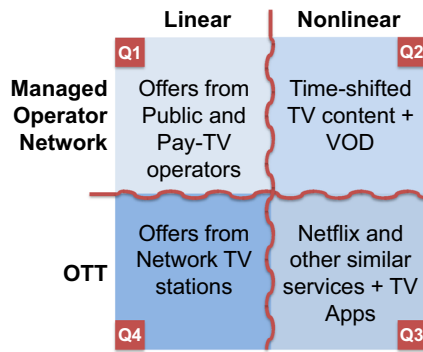 Linear
Nonlinear
Q1
Q2
Managed
Operator
Network
Offers from
Public and
Pay-TV
operators
Time-shifted
TV content +
VOD
OTT
Offers from
Network TV
stations
Netflix and
other similar
services + TV
Apps
Q4
Q3